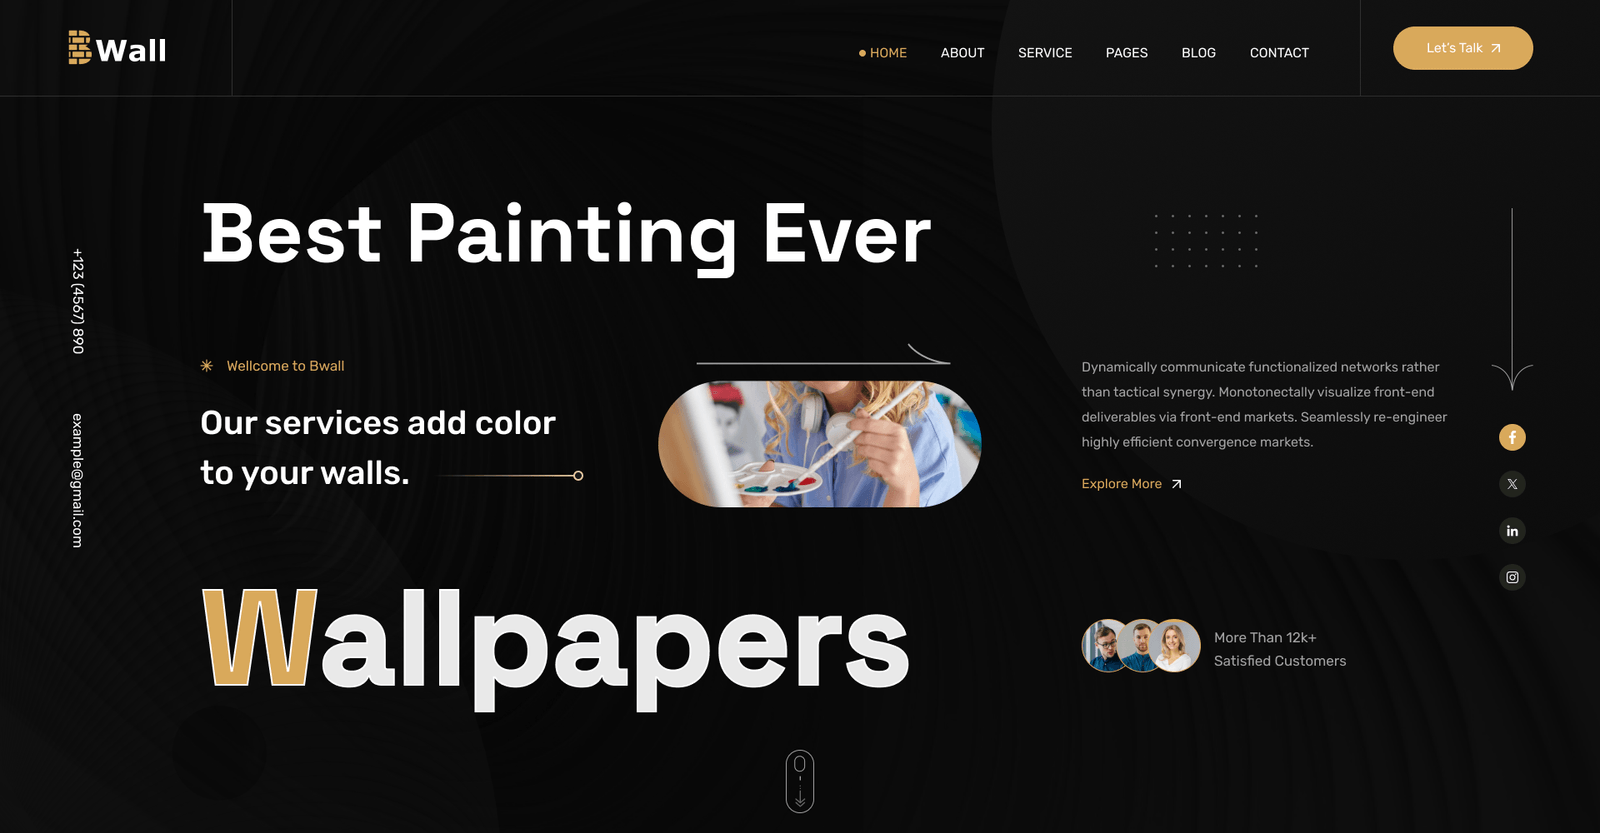 BWall
HOME ABOUT SERVICE PAGES BLOG CONTACT
Let's Talk
Best Painting Ever
+123 (4567) 890
example@gmail.com
Wellcome to Bwall
Our services add color
to your walls.
Dynamically communicate functionalized networks rather
than tactical synergy. Monotonectally visualize front-end
deliverables via front-end markets. Seamlessly re-engineer
highly efficient convergence markets.
Explore More
Wallpapers
More Than 12k+
Satisfied Customers